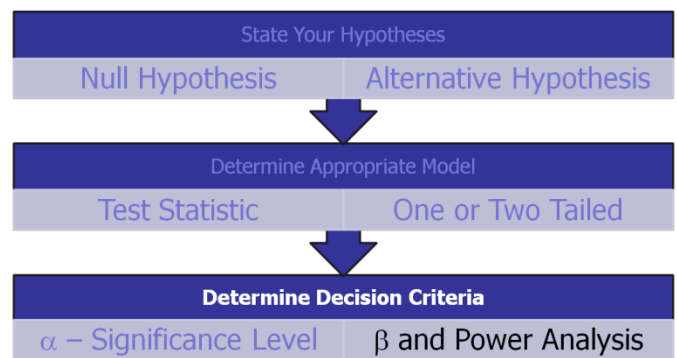 State Your Hypotheses
Null Hypothesis Alternative Hypothesis
Determine Appropriate Model
Test Statistic One or Two Tailed
Determine Decision Criteria
α – Significance Level β and Power Analysis